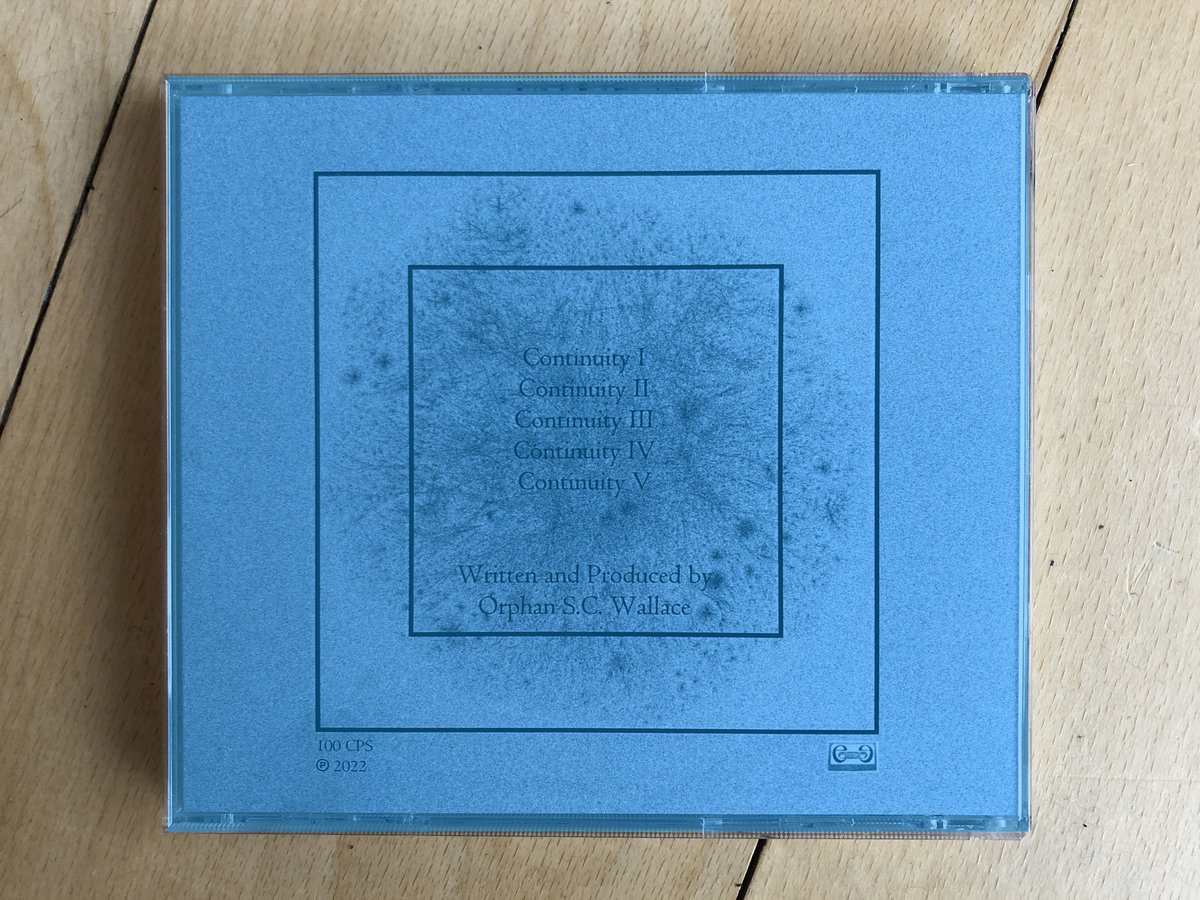 Continuity I
Continuity II
Continuity III
Continuity IV
Continuity V
Written and Produced by
Orphan S.C. Wallace
100 CPS
℗ 2022